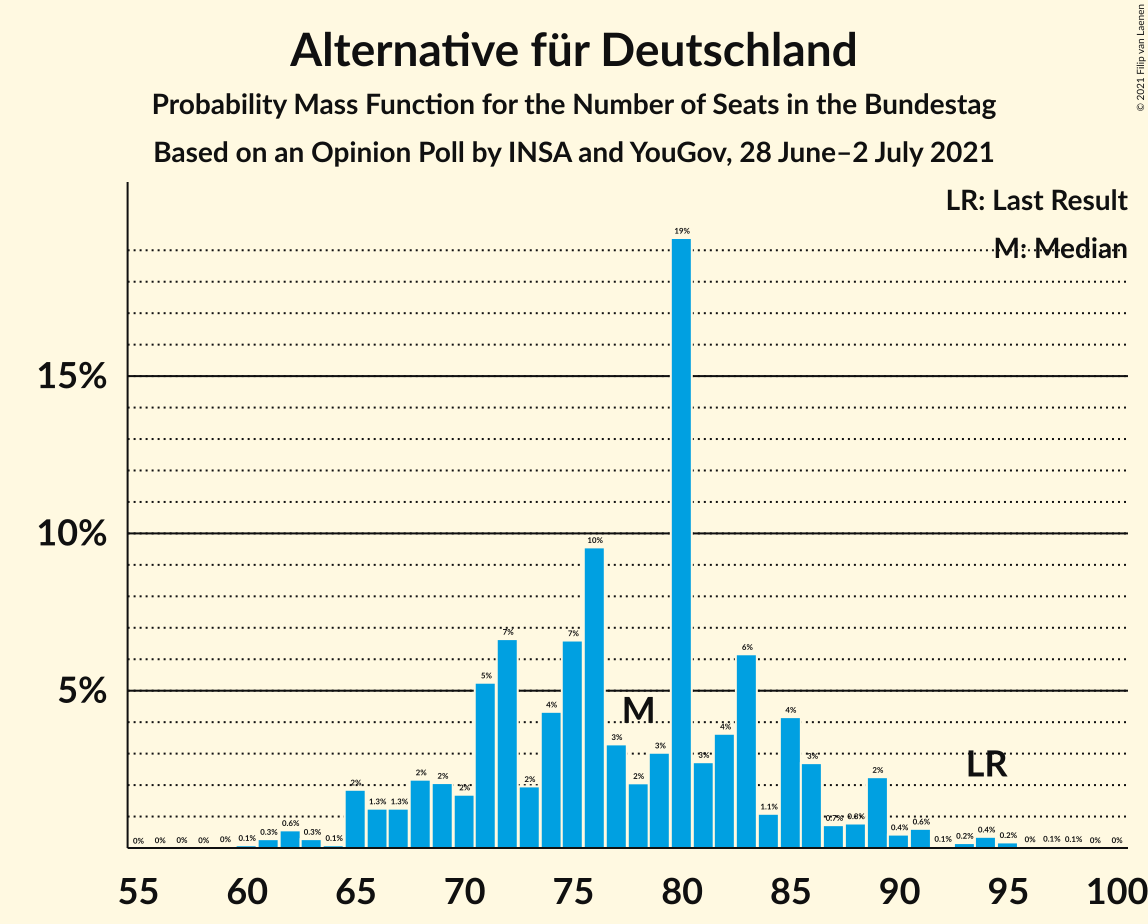 Alternative für Deutschland
Probability Mass Function for the Number of Seats in the Bundestag
Based on an Opinion Poll by INSA and YouGov, 28 June–2 July 2021
© 2021 Filip van Laenen
LR: Last Result
M: Median
15%
10%
5%
0% 0% 0% 0% 0% 0.1% 0.3% 0.6% 0.3% 0.1% 2% 1.3% 1.3% 2% 2% 2% 5% 7% 2% 4% 7% 10% 3% 2% 3% 19% 3% 4% 6% 1.1% 4% 3% 0.7% 0.8% 2% 0.4% 0.6% 0.1% 0.2% 0.4% 0.2% 0% 0.1% 0.1% 0% 0%
M
LR
55 60 65 70 75 80 85 90 95 100